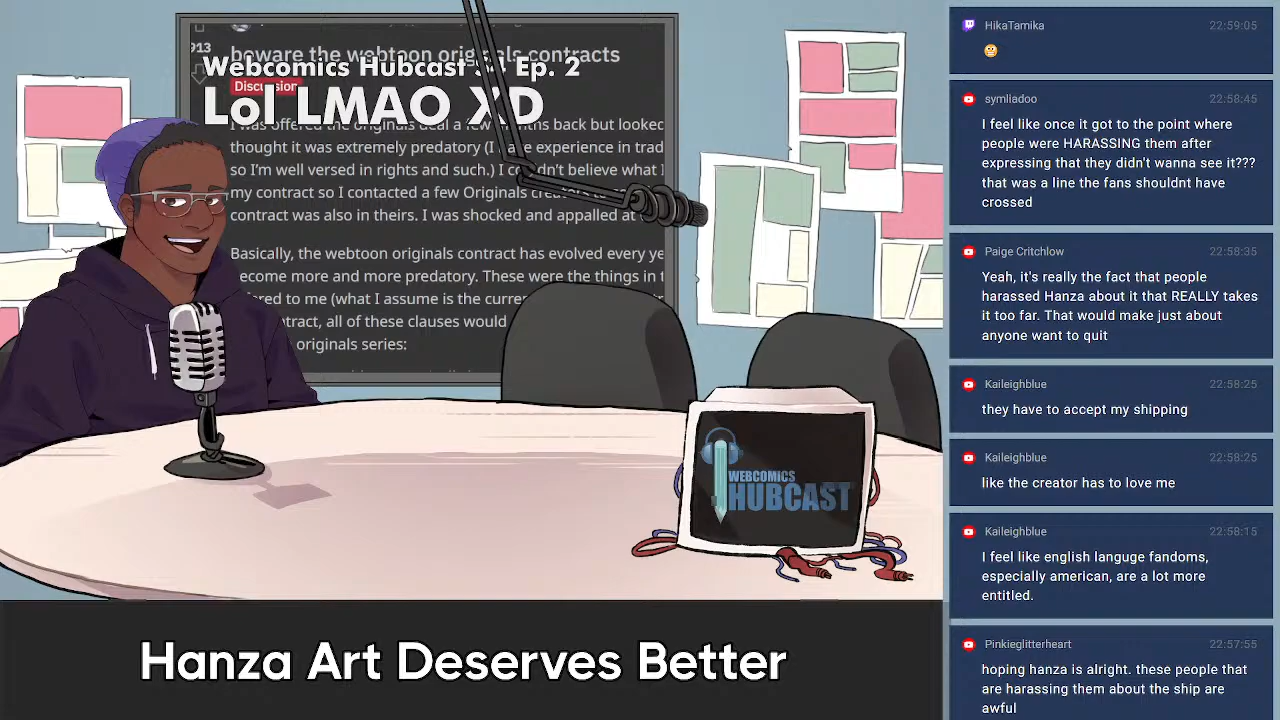 913
beware the webtoon originals contracts
Webcomics Hubcast Ep. 2
Discussion
Lol LMAO XD
I was offered the originals deal a few months back but looked
thought it was extremely predatory (I have experience in trad
so I'm well versed in rights and such.) I couldn't believe what I
my contract so I contacted a few Originals creators
contract was also in theirs. I was shocked and appalled at
Basically, the webtoon originals contract has evolved every ye
become more and more predatory. These were the things in t
offered to me (what I assume is the curre
contract, all of these clauses would
originals series:
WEBCOMICS
HUBCAST
Hanza Art Deserves Better
HikaTamika 22:59:05
symliadoo 22:58:45
I feel like once it got to the point where
people were HARASSING them after
expressing that they didn't wanna see it???
that was a line the fans shouldnt have
crossed
Paige Critchlow 22:58:35
Yeah, it's really the fact that people
harassed Hanza about it that REALLY takes
it too far. That would make just about
anyone want to quit
Kaileighblue 22:58:25
they have to accept my shipping
Kaileighblue 22:58:25
like the creator has to love me
Kaileighblue 22:58:15
I feel like english languge fandoms,
especially american, are a lot more
entitled.
Pinkieglitterheart 22:57:55
hoping hanza is alright. these people that
are harassing them about the ship are
awful